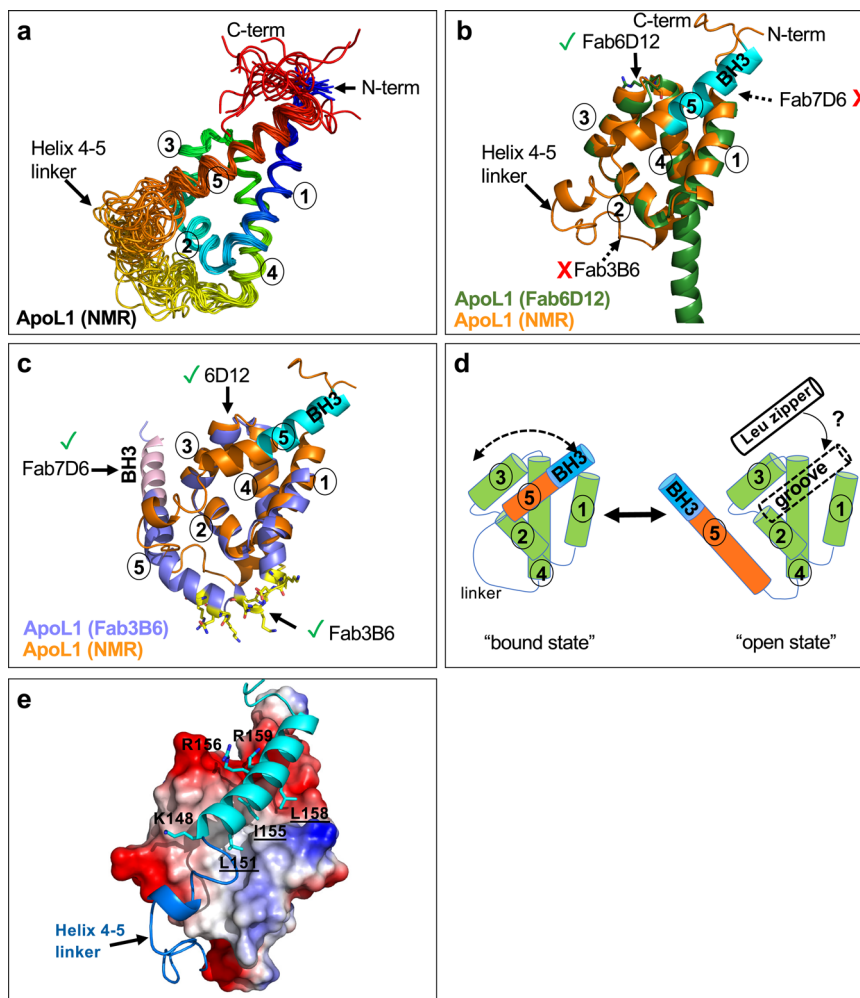 a
C-term
N-term
3
Helix 4-5
linker
5
1
2
4
ApoL1 (NMR)
b
C-term
N-term
✓
Fab6D12
BH3
Fab7D6 X
5
3
Helix 4-5
linker
4
1
2
X Fab3B6
ApoL1 (Fab6D12)
ApoL1 (NMR)
c
✓ 6D12
✓
BH3
Fab7D6
BH3
5
3
4
1
2
5
✓ Fab3B6
ApoL1 (Fab3B6)
ApoL1 (NMR)
d
Leu zipper
?
BH3
3
5
1
2
4
linker
BH3
5
3
groove
1
2
4
“bound state”
“open state”
e
R156
R159
K148
L158
I155
L151
Helix 4-5
linker